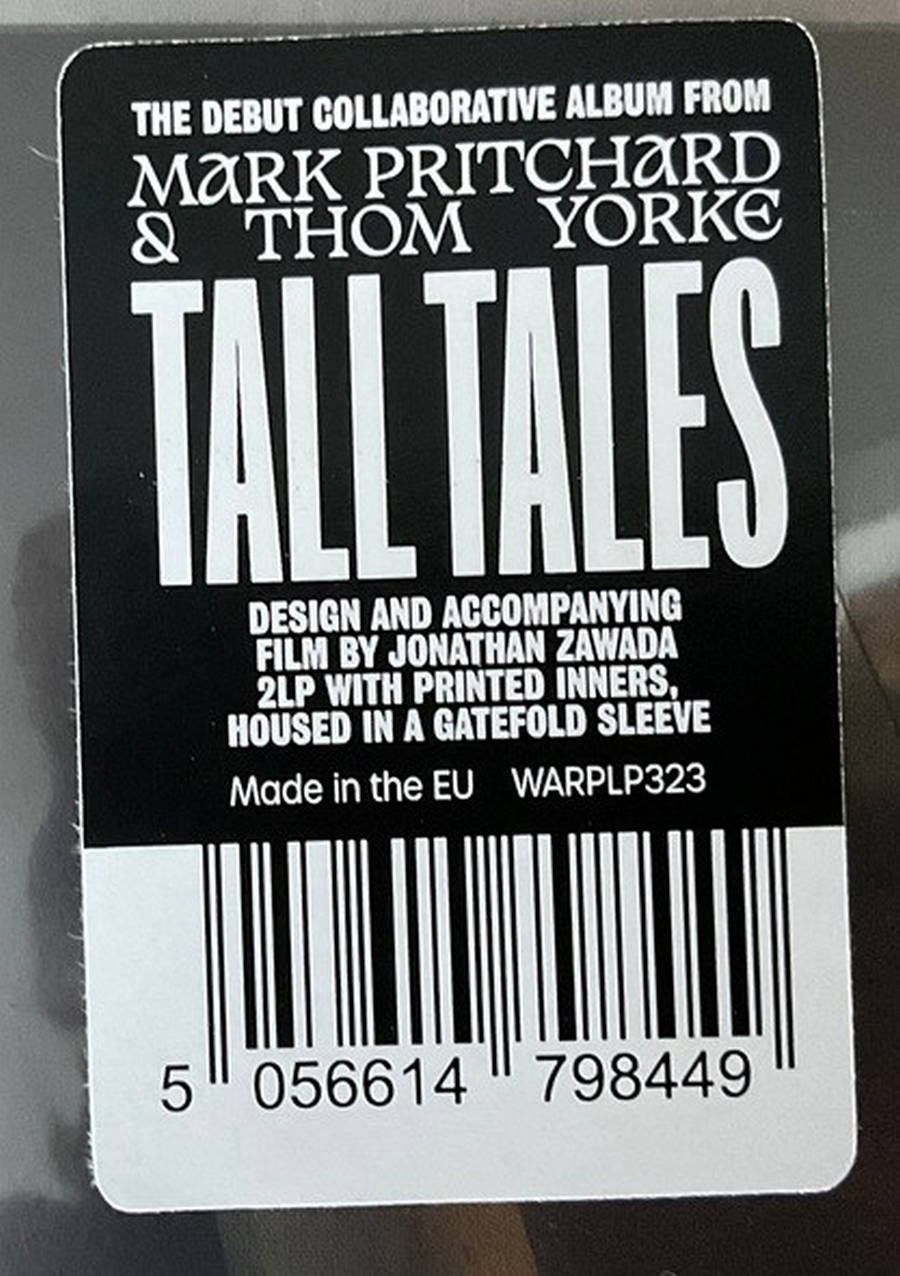 THE DEBUT COLLABORATIVE ALBUM FROM
MARK PRITCHARD
& THOM YORKE
TALL TALES
DESIGN AND ACCOMPANYING
FILM BY JONATHAN ZAWADA
2LP WITH PRINTED INNERS,
HOUSED IN A GATEFOLD SLEEVE
Made in the EU WARPLP323
5 056614 798449